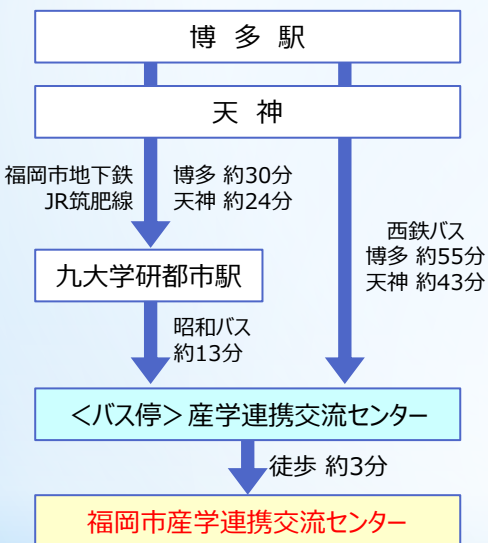 博 多 駅
天 神
福岡市地下鉄
JR筑肥線
博多 約30分
天神 約24分
西鉄バス
博多 約55分
天神 約43分
九大学研都市駅
昭和バス
約13分
＜バス停＞産学連携交流センター
徒歩 約3分
福岡市産学連携交流センター